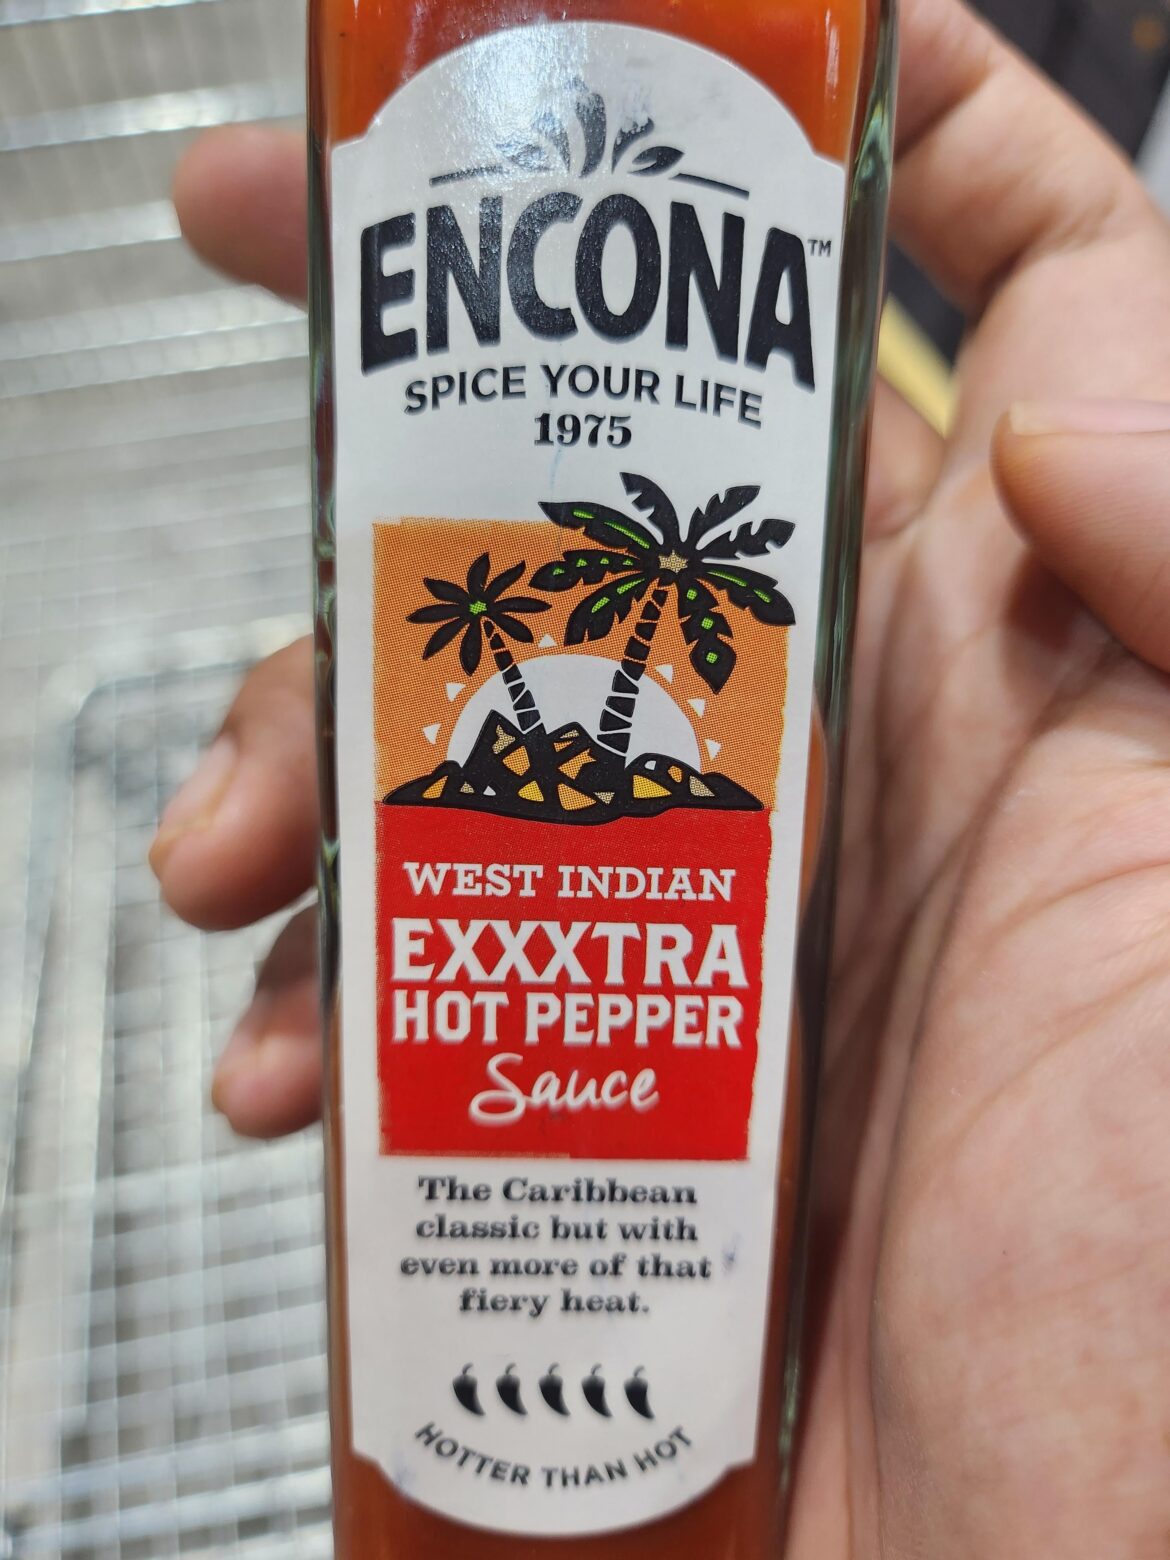 ENCONA™
SPICE YOUR LIFE
1975
WEST INDIAN
EXXXTRA
HOT PEPPER
Sauce
The Caribbean
classic but with
even more of that
fiery heat.
HOTTER THAN HOT